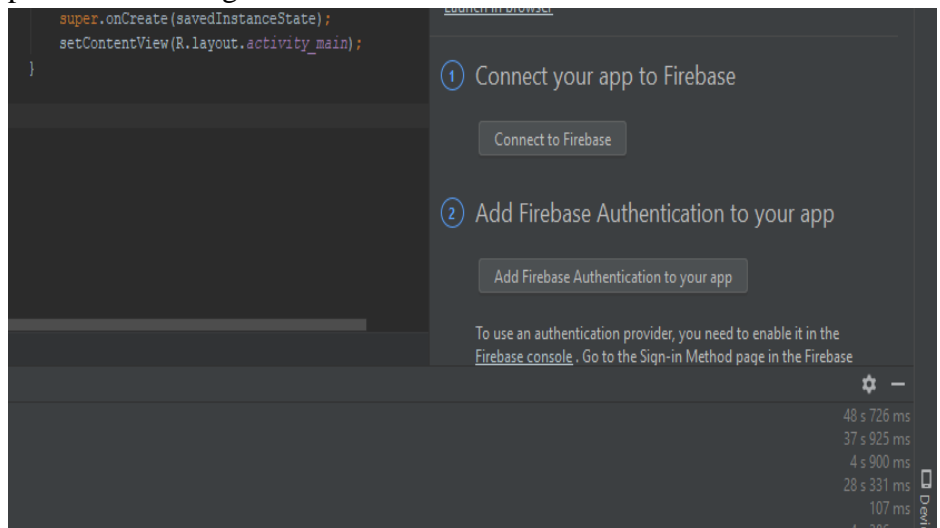 super.onCreate(savedInstanceState);
setContentView(R.layout.activity_main);
}
Launch in browser
1 Connect your app to Firebase
Connect to Firebase
2 Add Firebase Authentication to your app
Add Firebase Authentication to your app
To use an authentication provider, you need to enable it in the
Firebase console . Go to the Sign-in Method page in the Firebase
48 s 726 ms
37 s 925 ms
4 s 900 ms
28 s 331 ms
107 ms